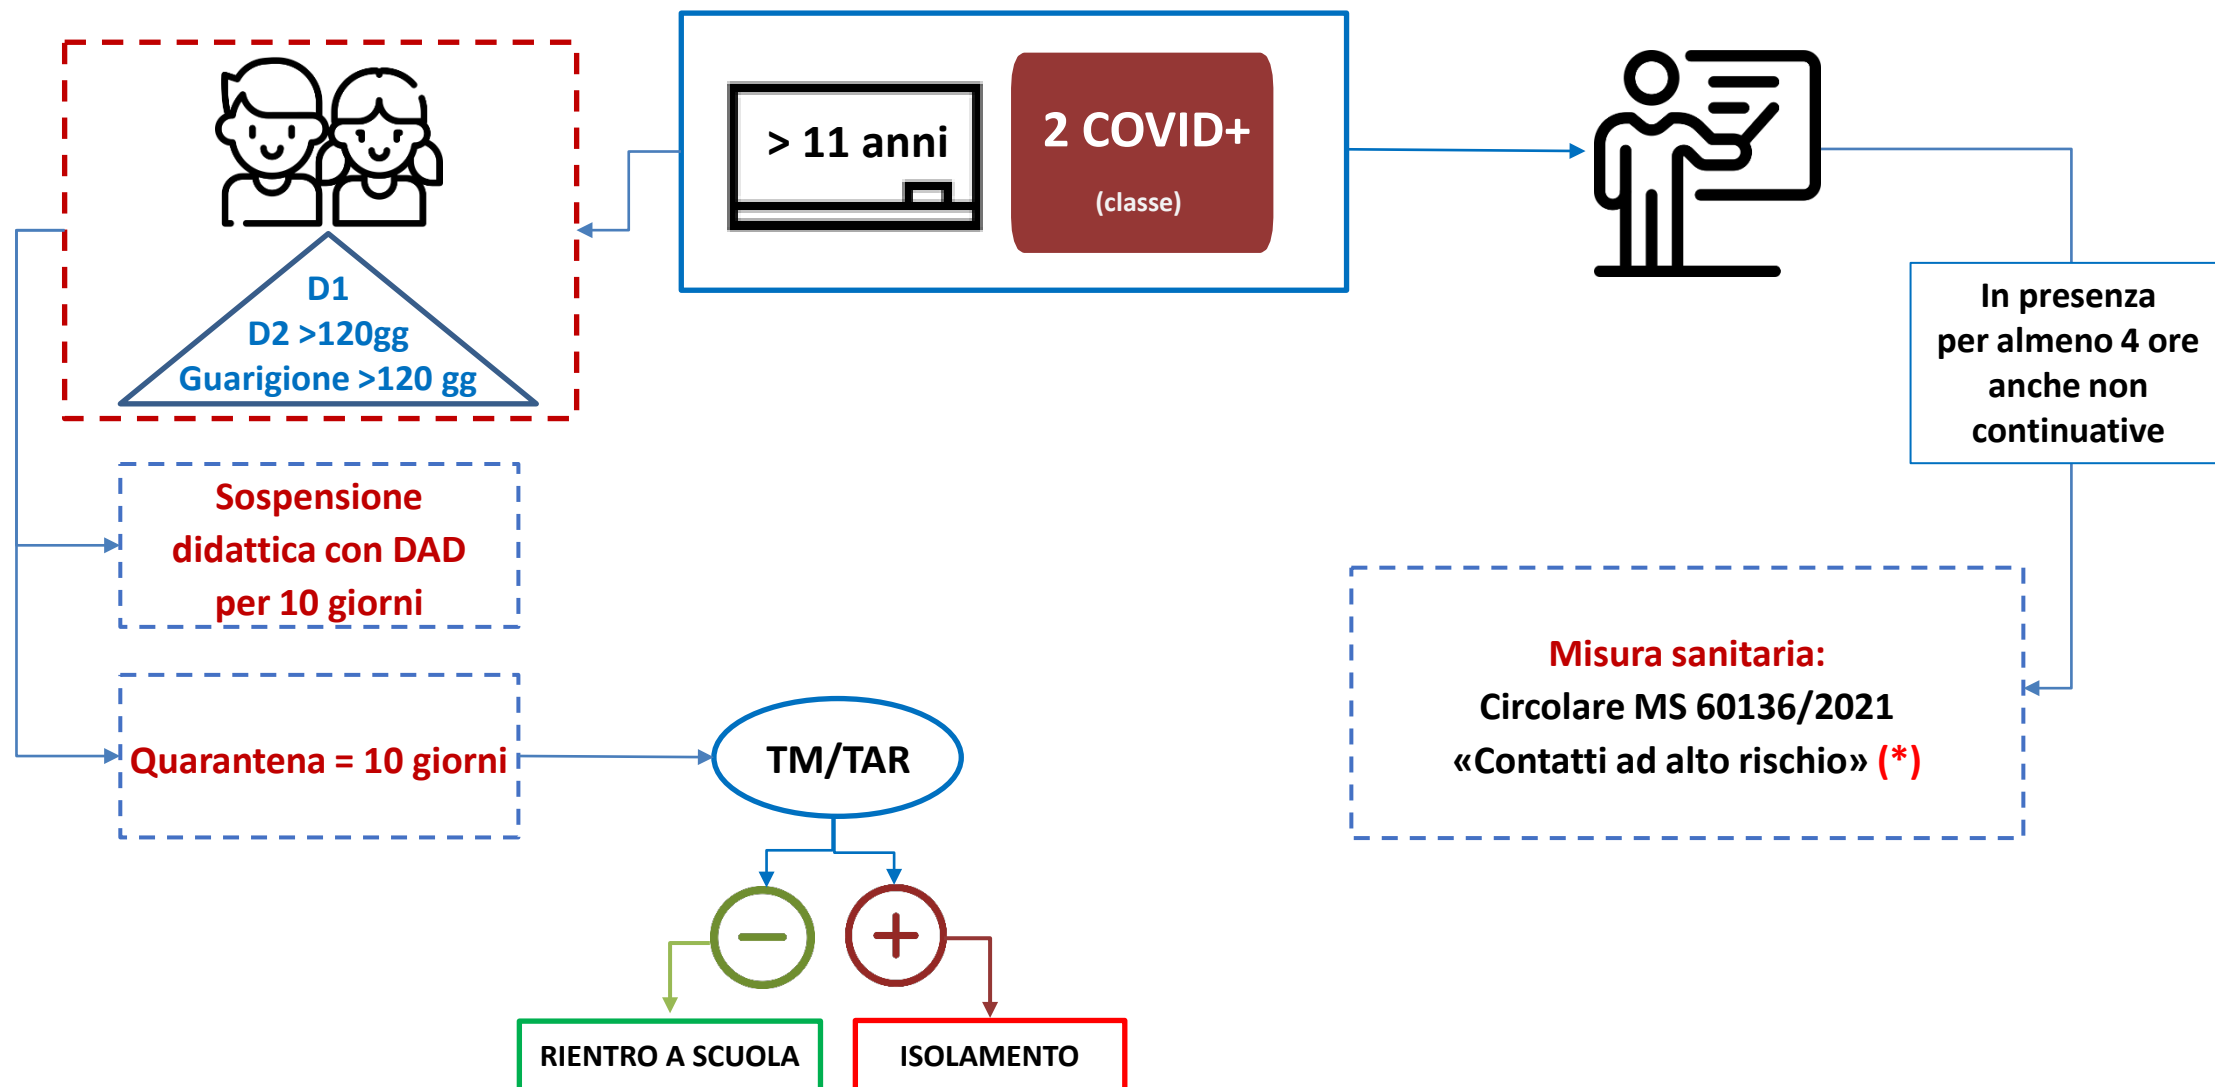 > 11 anni
2 COVID+
(classe)
D1
D2 >120gg
Guarigione >120 gg
In presenza
per almeno 4 ore
anche non
continuative
Sospensione
didattica con DAD
per 10 giorni
Misura sanitaria:
Circolare MS 60136/2021
«Contatti ad alto rischio» (*)
Quarantena = 10 giorni
TM/TAR
RIENTRO A SCUOLA
ISOLAMENTO